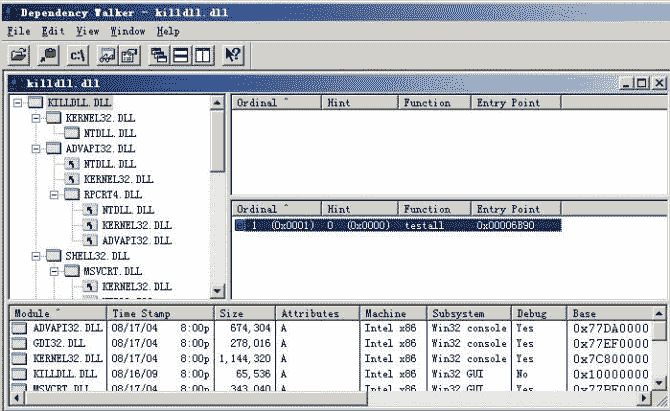 Dependency Walker - killdll.dll
File Edit View Window Help
c:\
killdll.dll
KILLDLL.DLL
KERNEL32.DLL
NTDLL.DLL
ADVAPI32.DLL
NTDLL.DLL
KERNEL32.DLL
RPCRT4.DLL
NTDLL.DLL
KERNEL32.DLL
ADVAPI32.DLL
SHELL32.DLL
MSVCRT.DLL
KERNEL32.DLL
Ordinal ^ Hint Function Entry Point
Ordinal ^ Hint Function Entry Point
1 (0x0001) 0 (0x0000) testall 0x00006B90
Module ^ Time Stamp Size Attributes Machine Subsystem Debug Base
ADVAPI32.DLL 08/17/04 8:00p 674,304 A Intel x86 Win32 console Yes 0x77DA0000
GDI32.DLL 08/17/04 8:00p 278,016 A Intel x86 Win32 console Yes 0x77EF0000
KERNEL32.DLL 08/17/04 8:00p 1,144,320 A Intel x86 Win32 console Yes 0x7C800000
KILLDLL.DLL 08/16/09 8:00p 65,536 A Intel x86 Win32 GUI No 0x10000000
MSVCRT.DLL 08/17/04 8:00p 343,040 A Intel x86 Win32 GUI Yes 0x77BE0000